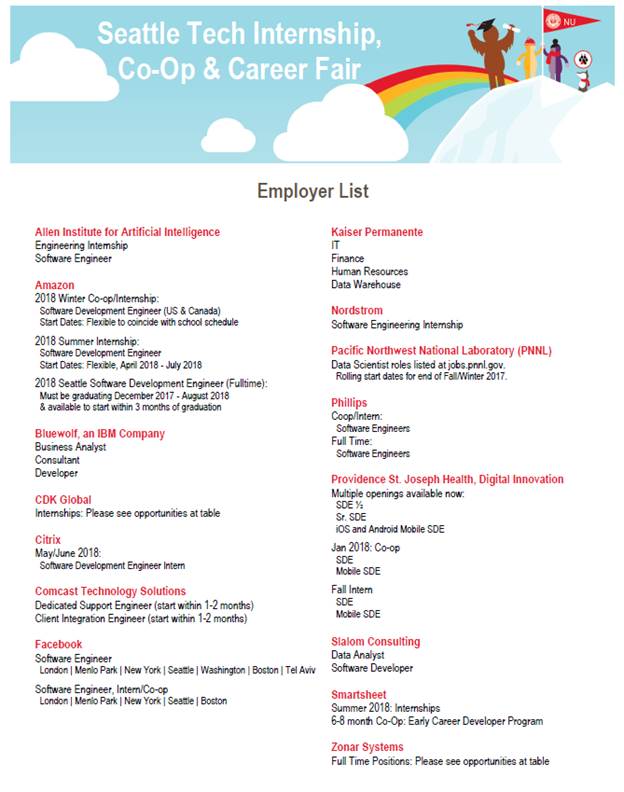 Seattle Tech Internship,
Co-Op & Career Fair
NU
Employer List
Allen Institute for Artificial Intelligence
Engineering Internship
Software Engineer
Amazon
2018 Winter Co-op/Internship:
Software Development Engineer (US & Canada)
Start Dates: Flexible to coincide with school schedule
2018 Summer Internship:
Software Development Engineer
Start Dates: Flexible, April 2018 - July 2018
2018 Seattle Software Development Engineer (Fulltime):
Must be graduating December 2017 - August 2018
& available to start within 3 months of graduation
Bluewolf, an IBM Company
Business Analyst
Consultant
Developer
CDK Global
Internships: Please see opportunities at table
Citrix
May/June 2018:
Software Development Engineer Intern
Comcast Technology Solutions
Dedicated Support Engineer (start within 1-2 months)
Client Integration Engineer (start within 1-2 months)
Facebook
Software Engineer
London | Menlo Park | New York | Seattle | Washington | Boston | Tel Aviv
Software Engineer, Intern/Co-op
London | Menlo Park | New York | Seattle | Boston
Kaiser Permanente
IT
Finance
Human Resources
Data Warehouse
Nordstrom
Software Engineering Internship
Pacific Northwest National Laboratory (PNNL)
Data Scientist roles listed at jobs.pnnl.gov.
Rolling start dates for end of Fall/Winter 2017.
Phillips
Coop/Intern:
Software Engineers
Full Time:
Software Engineers
Providence St. Joseph Health, Digital Innovation
Multiple openings available now:
SDE ½
Sr. SDE
iOS and Android Mobile SDE
Jan 2018: Co-op
SDE
Mobile SDE
Fall Intern
SDE
Mobile SDE
Slalom Consulting
Data Analyst
Software Developer
Smartsheet
Summer 2018: Internships
6-8 month Co-Op: Early Career Developer Program
Zonar Systems
Full Time Positions: Please see opportunities at table